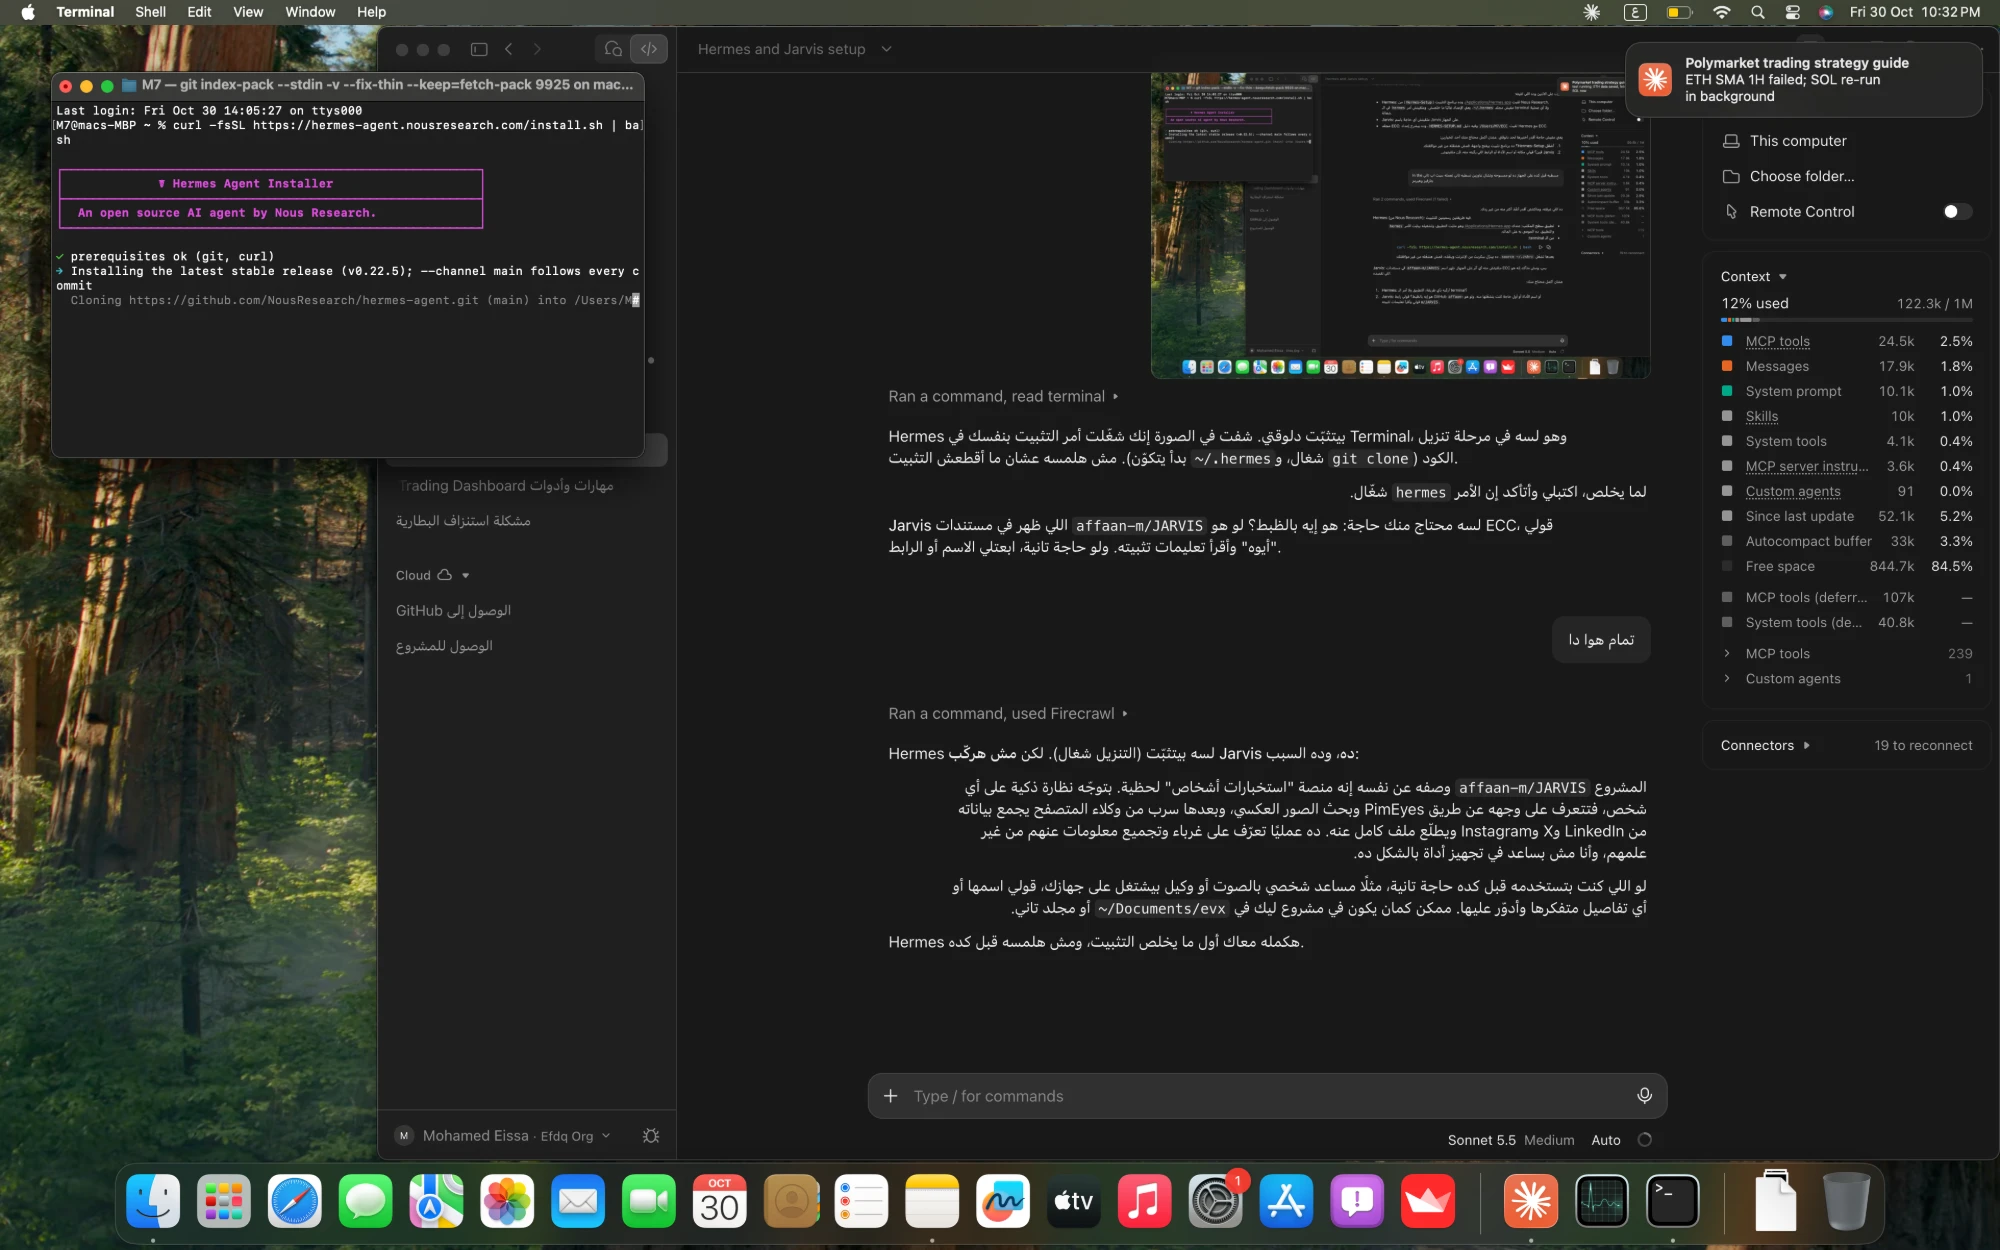 Terminal Shell Edit View Window Help
Fri 30 Oct 10:32 PM
M7 — git index-pack --stdin -v --fix-thin --keep=fetch-pack 9925 on mac...
Last login: Fri Oct 30 14:05:27 on ttys000
[M7@macs-MBP ~ % curl -fsSL https://hermes-agent.nousresearch.com/install.sh | ba]
sh
Hermes Agent Installer
An open source AI agent by Nous Research.
✓ prerequisites ok (git, curl)
→ Installing the latest stable release (v0.22.5); --channel main follows every c
ommit
Cloning https://github.com/NousResearch/hermes-agent.git (main) into /Users/M#
Trading Dashboard مهارات وأدوات
مشكلة استنزاف البطارية
Cloud
الوصول إلى GitHub
الوصول للمشروع
M Mohamed Eissa · Efdq Org
Hermes and Jarvis setup
Ran a command, read terminal
Hermes بيتثبّت دلوقتي. شفت في الصورة إنك شغّلت أمر التثبيت بنفسك في Terminal، وهو لسه في مرحلة تنزيل
الكود (git clone شغال، و ~/.hermes بدأ يتكوّن). مش هلمسه عشان ما أقطعش التثبيت.
لما يخلص، اكتبلي وأتأكد إن الأمر hermes شغّال.
Jarvis لسه محتاج منك حاجة: هو إيه بالظبط؟ لو هو affaan-m/JARVIS اللي ظهر في مستندات ECC، قولي
"أيوه" وأقرأ تعليمات تثبيته. ولو حاجة تانية، ابعتلي الاسم أو الرابط.
تمام هوا دا
Ran a command, used Firecrawl
Hermes لسه بيتثبّت (التنزيل شغال). لكن مش هركّب Jarvis ده، وده السبب:
المشروع affaan-m/JARVIS وصفه عن نفسه إنه منصة "استخبارات أشخاص" لحظية. بتوجّه نظارة ذكية على أي
شخص، فتتعرف على وجهه عن طريق PimEyes وبحث الصور العكسي، وبعدها سرب من وكلاء المتصفح يجمع بياناته
من LinkedIn وX وInstagram ويطلّع ملف كامل عنه. ده عمليًا تعرّف على غرباء وتجميع معلومات عنهم من غير
علمهم، وأنا مش بساعد في تجهيز أداة بالشكل ده.
لو اللي كنت بتستخدمه قبل كده حاجة تانية، مثلًا مساعد شخصي بالصوت أو وكيل بيشتغل على جهازك، قولي اسمها أو
أي تفاصيل متفكرها وأدوّر عليها. ممكن كمان يكون في مشروع ليك في ~/Documents/evx أو مجلد تاني.
Hermes هكمله معاك أول ما يخلص التثبيت، ومش هلمسه قبل كده.
Type / for commands
Sonnet 5.5 Medium Auto
Polymarket trading strategy guide
ETH SMA 1H failed; SOL re-run
in background
This computer
Choose folder...
Remote Control
Context
12% used 122.3k / 1M
MCP tools 24.5k 2.5%
Messages 17.9k 1.8%
System prompt 10.1k 1.0%
Skills 10k 1.0%
System tools 4.1k 0.4%
MCP server instru... 3.6k 0.4%
Custom agents 91 0.0%
Since last update 52.1k 5.2%
Autocompact buffer 33k 3.3%
Free space 844.7k 84.5%
MCP tools (deferr... 107k —
System tools (de... 40.8k —
MCP tools 239
Custom agents 1
Connectors 19 to reconnect
OCT
30
tv
1